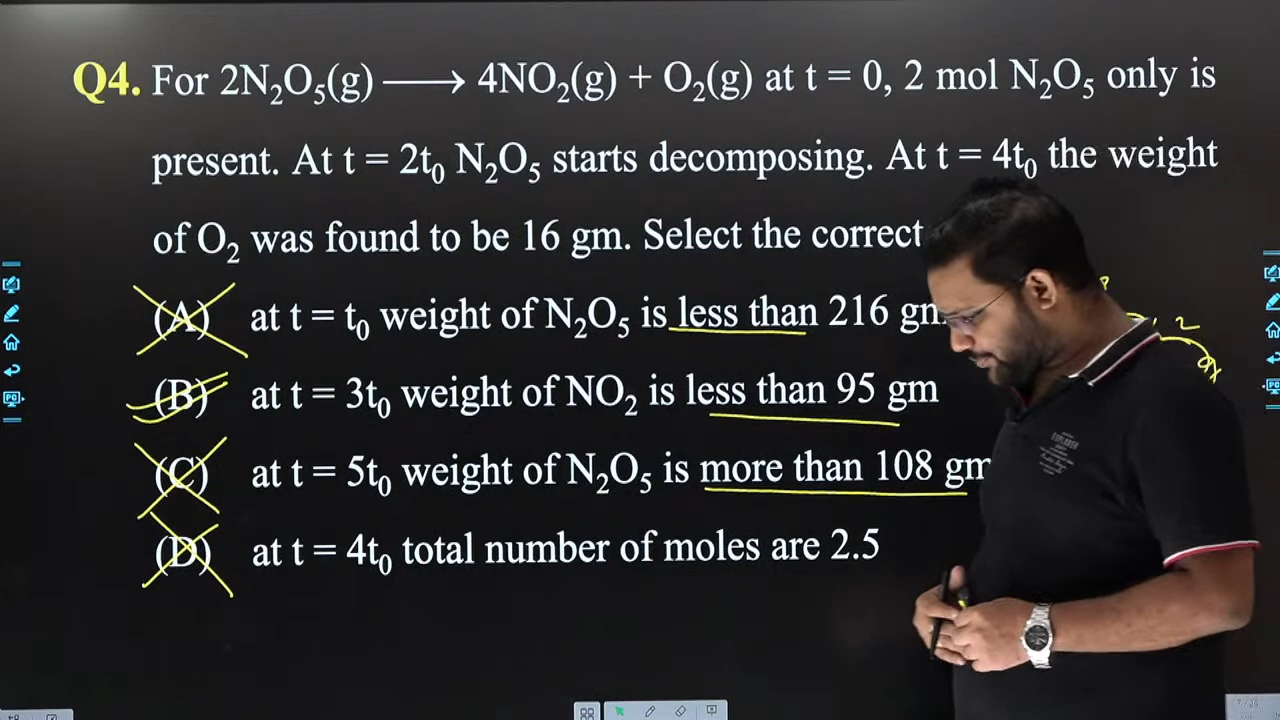 Q4. For 2N₂O₅(g) ⟶ 4NO₂(g) + O₂(g) at t = 0, 2 mol N₂O₅ only is
present. At t = 2t₀ N₂O₅ starts decomposing. At t = 4t₀ the weight
of O₂ was found to be 16 gm. Select the correct
(A) at t = t₀ weight of N₂O₅ is less than 216
(B) at t = 3t₀ weight of NO₂ is less than 95 gm
(C) at t = 5t₀ weight of N₂O₅ is more than 108 gm
(D) at t = 4t₀ total number of moles are 2.5